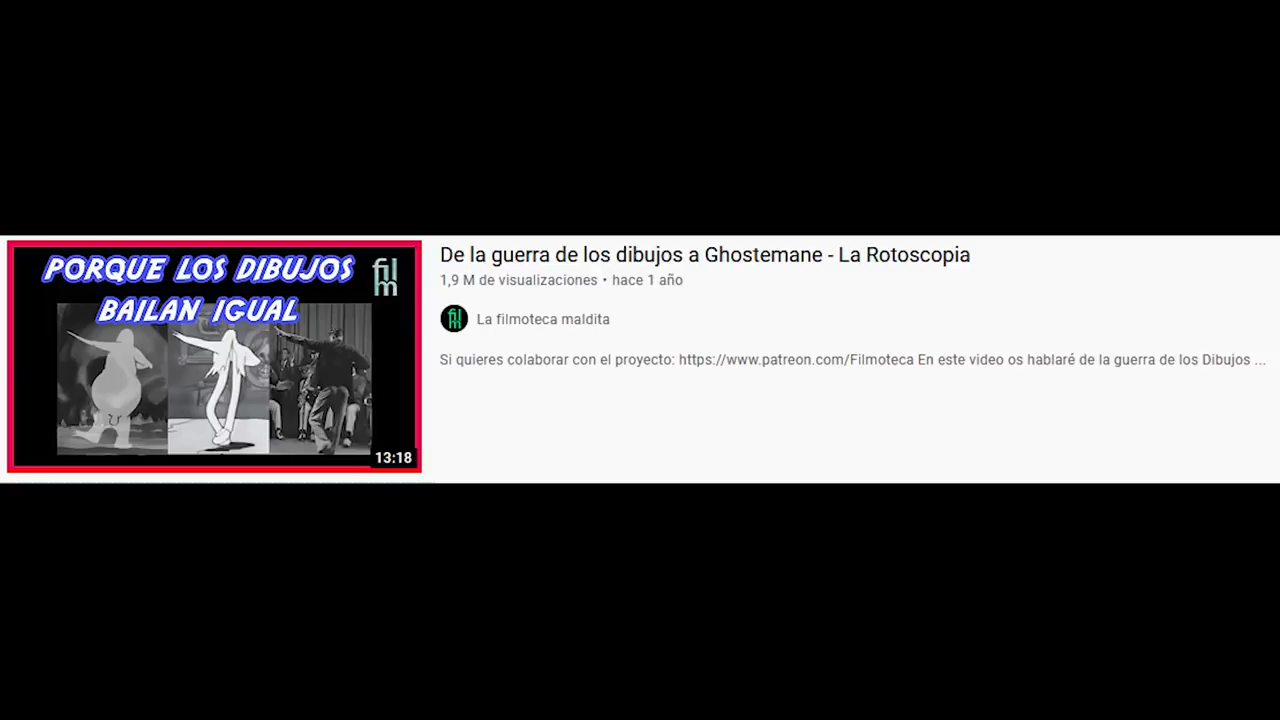 PORQUE LOS DIBUJOS
BAILAN IGUAL
film
13:18
De la guerra de los dibujos a Ghostemane - La Rotoscopia
1,9 M de visualizaciones • hace 1 año
film
La filmoteca maldita
Si quieres colaborar con el proyecto: https://www.patreon.com/Filmoteca En este video os hablaré de la guerra de los Dibujos ...